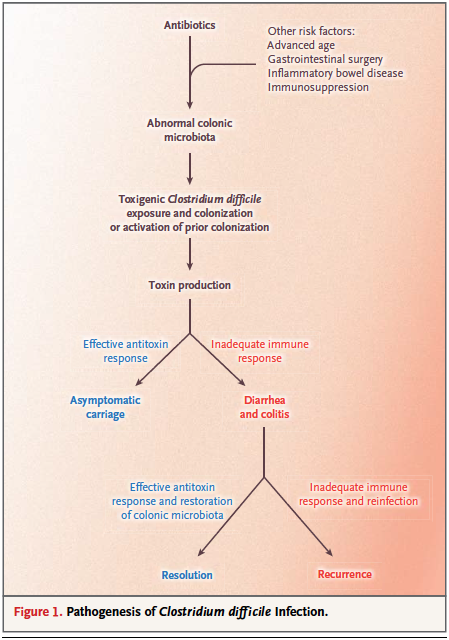 Antibiotics
Other risk factors:
Advanced age
Gastrointestinal surgery
Inflammatory bowel disease
Immunosuppression
Abnormal colonic
microbiota
Toxigenic Clostridium difficile
exposure and colonization
or activation of prior colonization
Toxin production
Effective antitoxin
response
Inadequate immune
response
Asymptomatic
carriage
Diarrhea
and colitis
Effective antitoxin
response and restoration
of colonic microbiota
Inadequate immune
response and reinfection
Resolution
Recurrence
Figure 1. Pathogenesis of Clostridium difficile Infection.